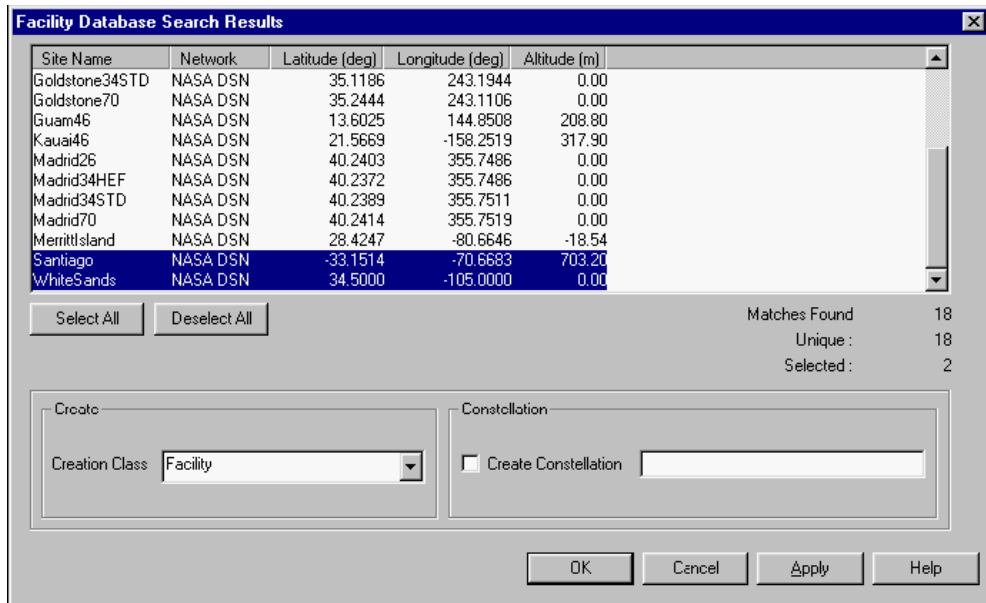 Facility Database Search Results
Site Name Network Latitude (deg) Longitude (deg) Altitude (m)
Goldstone34STD NASA DSN 35.1186 243.1944 0.00
Goldstone70 NASA DSN 35.2444 243.1106 0.00
Guam46 NASA DSN 13.6025 144.8508 208.80
Kauai46 NASA DSN 21.5669 -158.2519 317.90
Madrid26 NASA DSN 40.2403 355.7486 0.00
Madrid34HEF NASA DSN 40.2372 355.7486 0.00
Madrid34STD NASA DSN 40.2389 355.7511 0.00
Madrid70 NASA DSN 40.2414 355.7519 0.00
MerrittIsland NASA DSN 28.4247 -80.6646 -18.54
Santiago NASA DSN -33.1514 -70.6683 703.20
WhiteSands NASA DSN 34.5000 -105.0000 0.00
Select All Deselect All
Matches Found 18
Unique : 18
Selected : 2
Create Constellation
Creation Class Facility Create Constellation
OK Cancel Apply Help